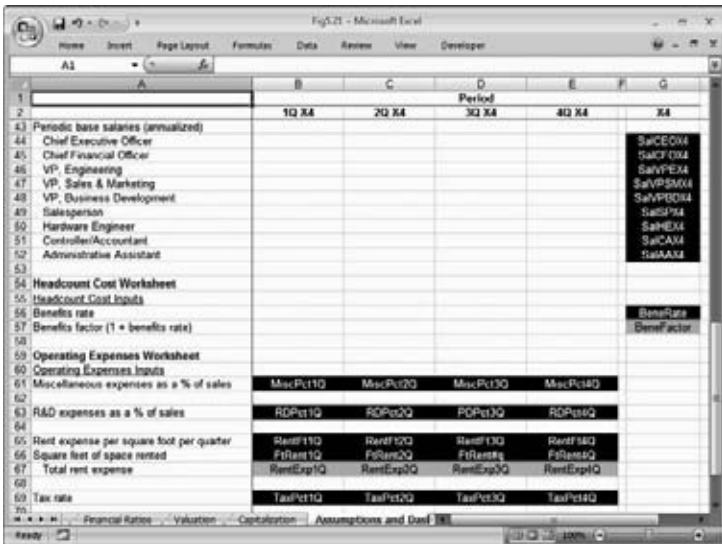 Fig5.21 - Microsoft Excel
Home Insert Page Layout Formulas Data Review View Developer
A1 fx
A B C D E F G
1 Period
2 1Q X4 2Q X4 3Q X4 4Q X4 X4
43 Periodic base salaries (annualized)
44 Chief Executive Officer SalCEOX4
45 Chief Financial Officer SalCFOX4
46 VP, Engineering SalVPEX4
47 VP, Sales & Marketing SalVPSMX4
48 VP, Business Development SalVPBDX4
49 Salesperson SalSPX4
50 Hardware Engineer SalHEX4
51 Controller/Accountant SalCAX4
52 Administrative Assistant SalAAX4
53
54 Headcount Cost Worksheet
55 Headcount Cost Inputs
56 Benefits rate BeneRate
57 Benefits factor (1 + benefits rate) BeneFactor
58
59 Operating Expenses Worksheet
60 Operating Expenses Inputs
61 Miscellaneous expenses as a % of sales MiscPct1Q MiscPct2Q MiscPct3Q MiscPct4Q
62
63 R&D expenses as a % of sales RDPct1Q RDPct2Q PDPct3Q RDPct4Q
64
65 Rent expense per square foot per quarter RentFt1Q RentFt2Q RentFt3Q RentFt4Q
66 Square feet of space rented FtRent1Q FtRent2Q FtRent4Q
67 Total rent expense RentExp1Q RentExp2Q RentExp3Q RentExp4Q
68
69 Tax rate TaxPct1Q TaxPct2Q TaxPct3Q TaxPct4Q
70
Financial Ratios Valuation Capitalization Assumptions and Dasl
Ready 100%